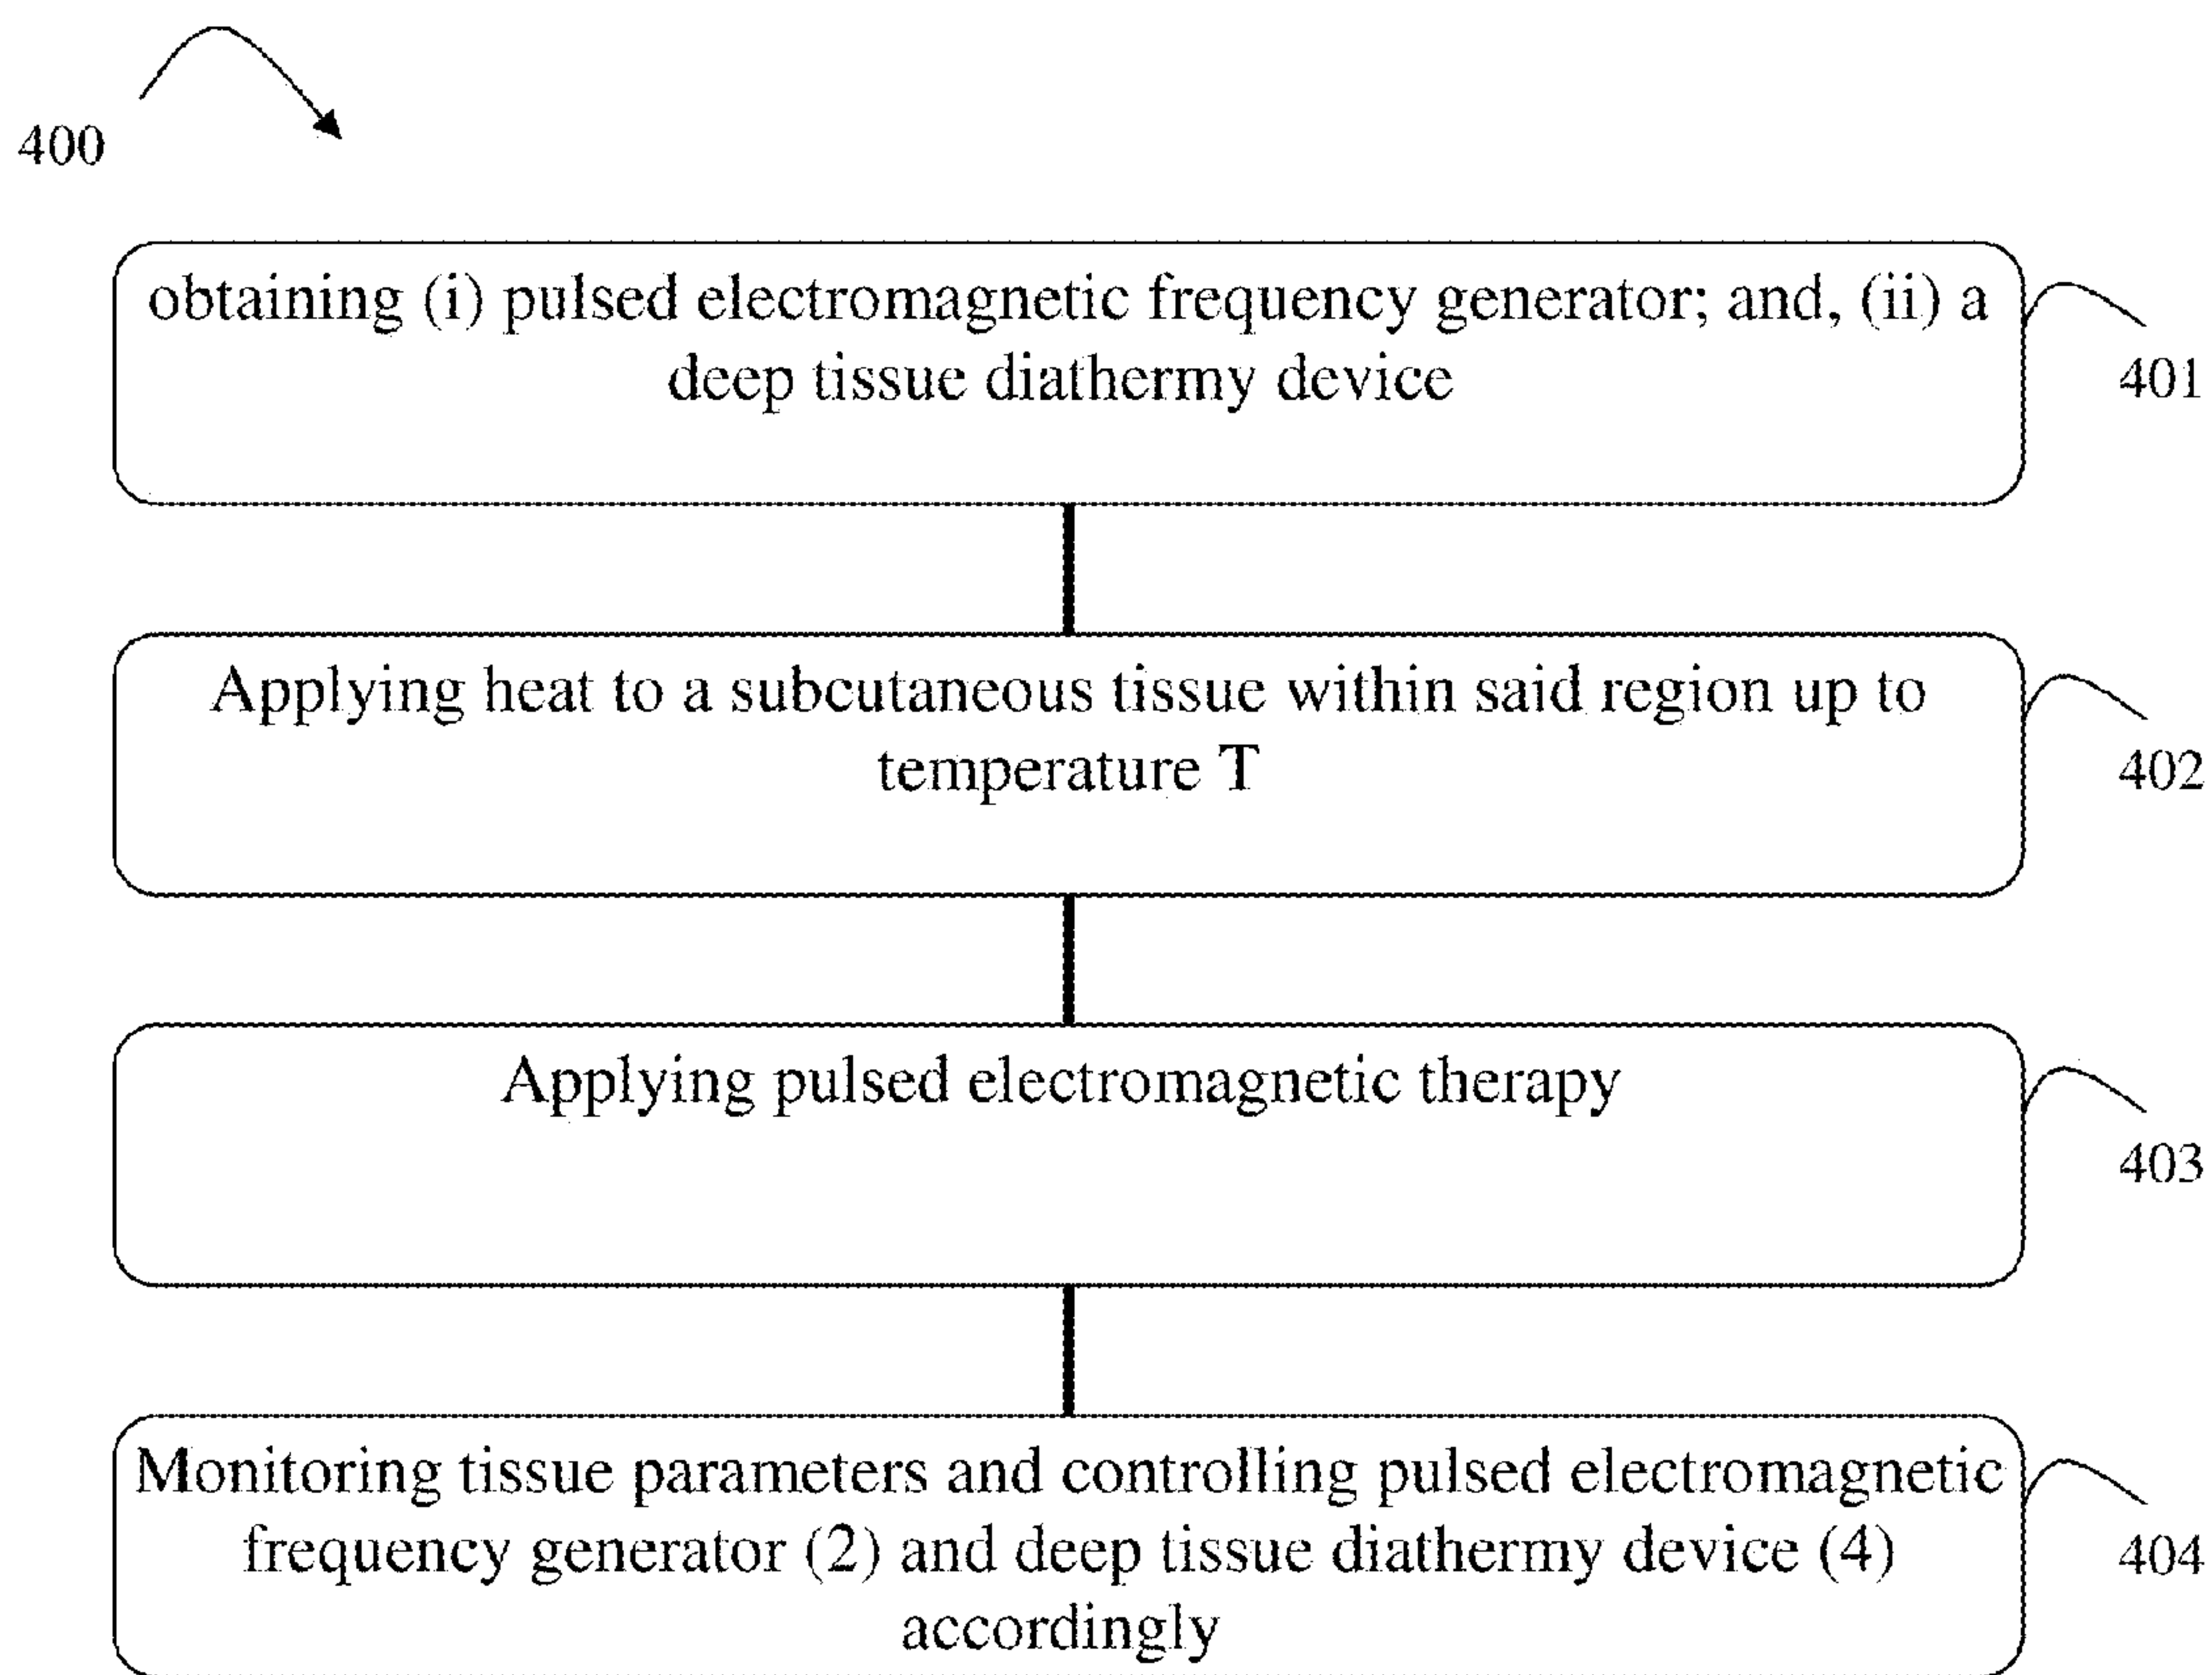 400
obtaining (i) pulsed electromagnetic frequency generator; and, (ii) a
deep tissue diathermy device
401
Applying heat to a subcutaneous tissue within said region up to
temperature T
402
Applying pulsed electromagnetic therapy
403
Monitoring tissue parameters and controlling pulsed electromagnetic
frequency generator (2) and deep tissue diathermy device (4)
accordingly
404